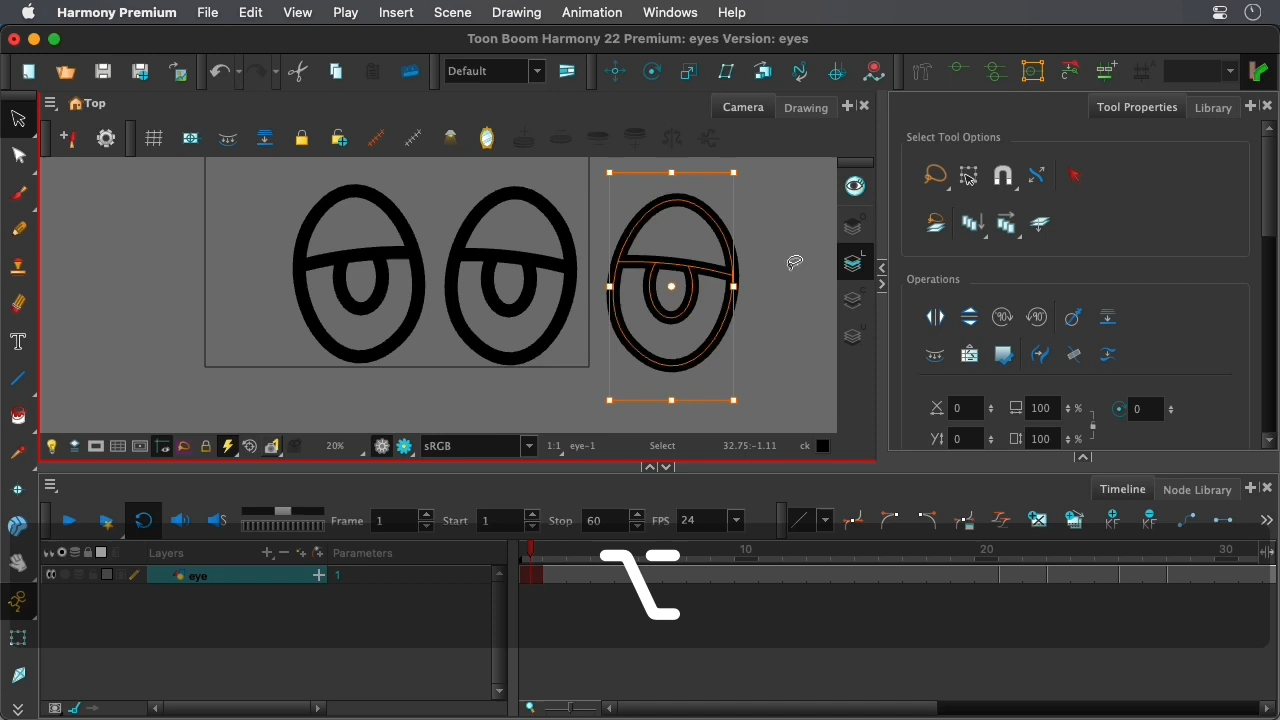 Harmony Premium File Edit View Play Insert Scene Drawing Animation Windows Help
Toon Boom Harmony 22 Premium: eyes Version: eyes
Default
Top
Camera
Drawing
Tool Properties
Library
Select Tool Options
Operations
X 0 100 % 0
Y 0 100 %
20%
sRGB
1:1
eye-1
Select
32.75:-1.11
ck
Timeline
Node Library
Frame 1 Start 1 Stop 60 FPS 24
KF
KF
Layers
Parameters
10
20
30
eye
1